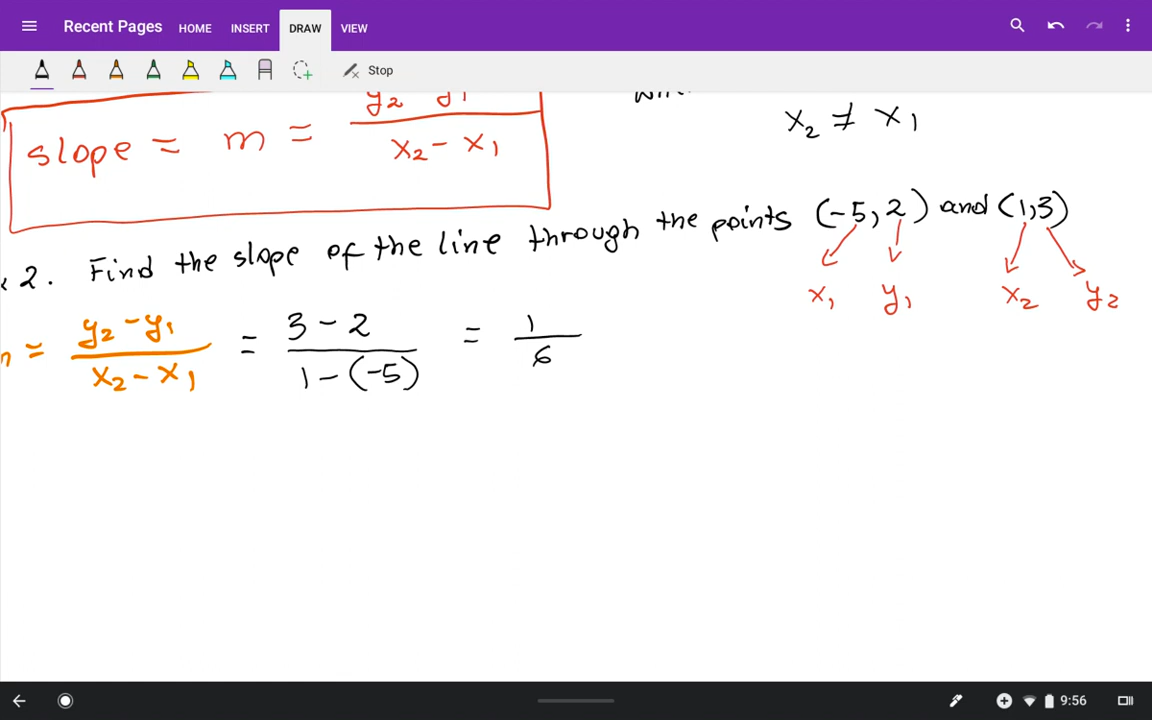 Recent Pages HOME INSERT DRAW VIEW
Stop
y2 y1
slope = m = x2 - x1
x2 ≠ x1
2. Find the slope of the line through the points (-5, 2) and (1,3)
x1 y1 x2 y2
= y2 - y1 / x2 - x1 = 3 - 2 / 1 - (-5) = 1 / 6
9:56